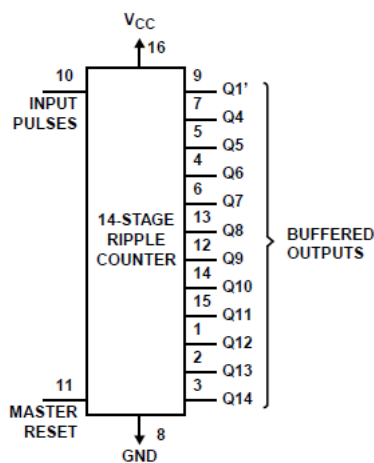 VCC
16
10
INPUT
PULSES
9
Q1'
7
Q4
5
Q5
4
Q6
6
Q7
13
Q8
12
Q9
14
Q10
15
Q11
1
Q12
2
Q13
3
Q14
14-STAGE
RIPPLE
COUNTER
BUFFERED
OUTPUTS
11
MASTER
RESET
8
GND